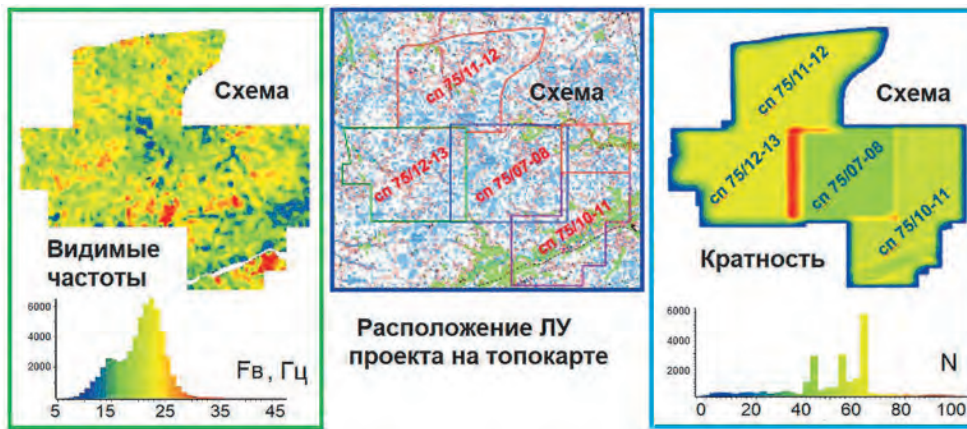 Схема
Видимые
частоты
6000
4000
2000
Fв, Гц
5 15 25 35 45
сп 75/11-12
Схема
сп 75/12-13
сп 75/07-08
сп 75/10-11
Расположение ЛУ
проекта на топокарте
сп 75/11-12
Схема
сп 75/12-13
сп 75/07-08
сп 75/10-11
Кратность
6000
4000
2000
N
0 20 40 60 80 100